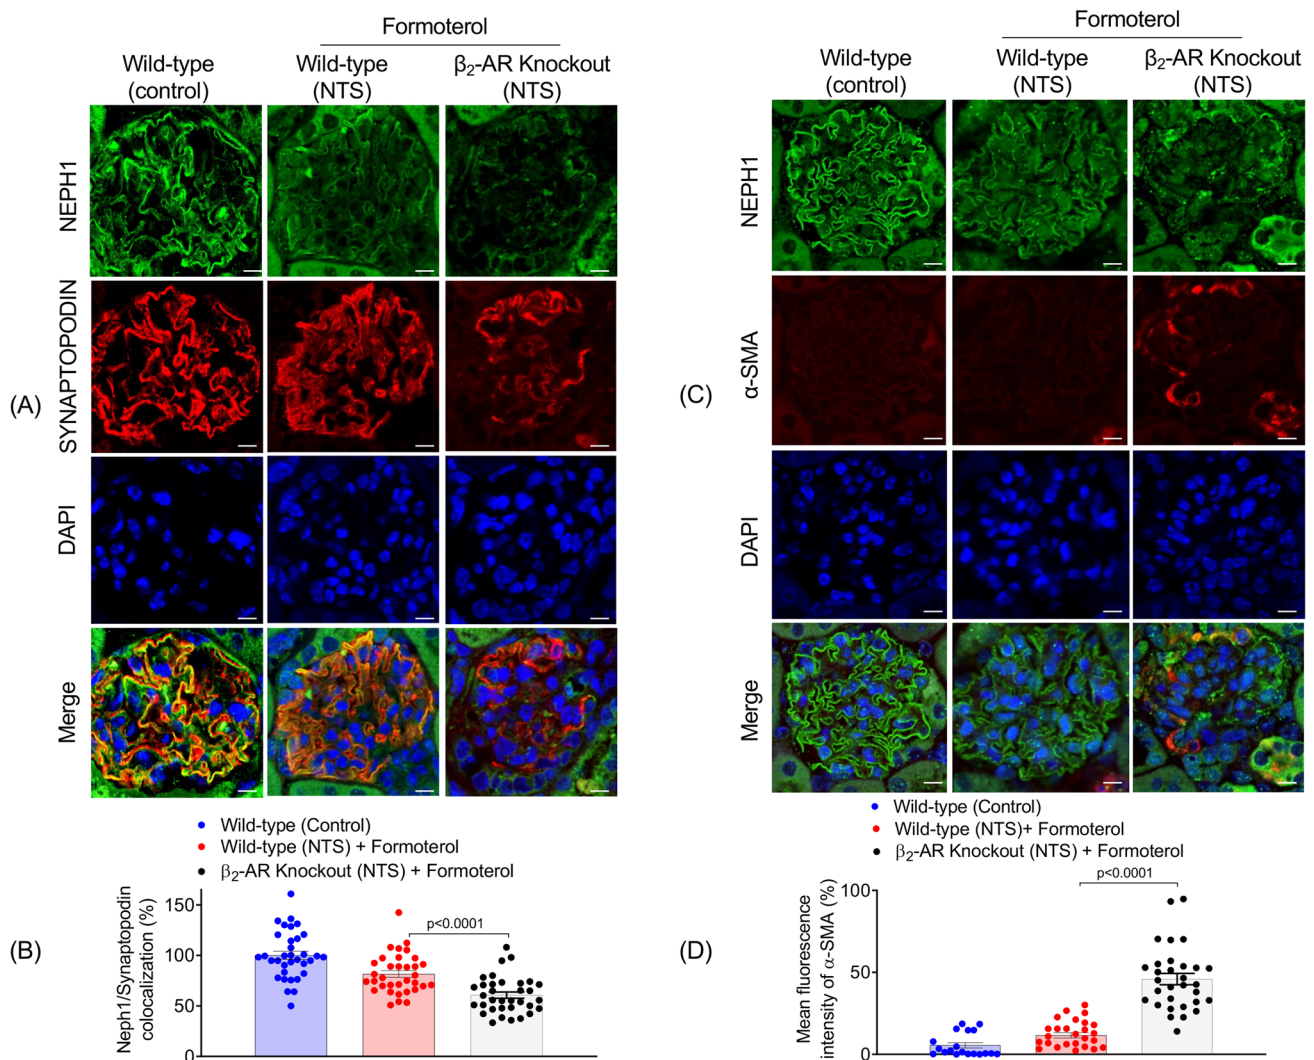 Formoterol
Wild-type
(control)
Wild-type
(NTS)
β₂-AR Knockout
(NTS)
NEPH1
SYNAPTOPODIN
DAPI
Merge
(A)
Wild-type (Control)
Wild-type (NTS) + Formoterol
β₂-AR Knockout (NTS) + Formoterol
(B)
Neph1/Synaptopodin
colocalization (%)
150
100
50
0
p<0.0001
Formoterol
Wild-type
(control)
Wild-type
(NTS)
β₂-AR Knockout
(NTS)
NEPH1
α-SMA
DAPI
Merge
(C)
Wild-type (Control)
Wild-type (NTS)+ Formoterol
β₂-AR Knockout (NTS) + Formoterol
(D)
Mean fluorescence
intensity of α-SMA (%)
100
50
0
p<0.0001